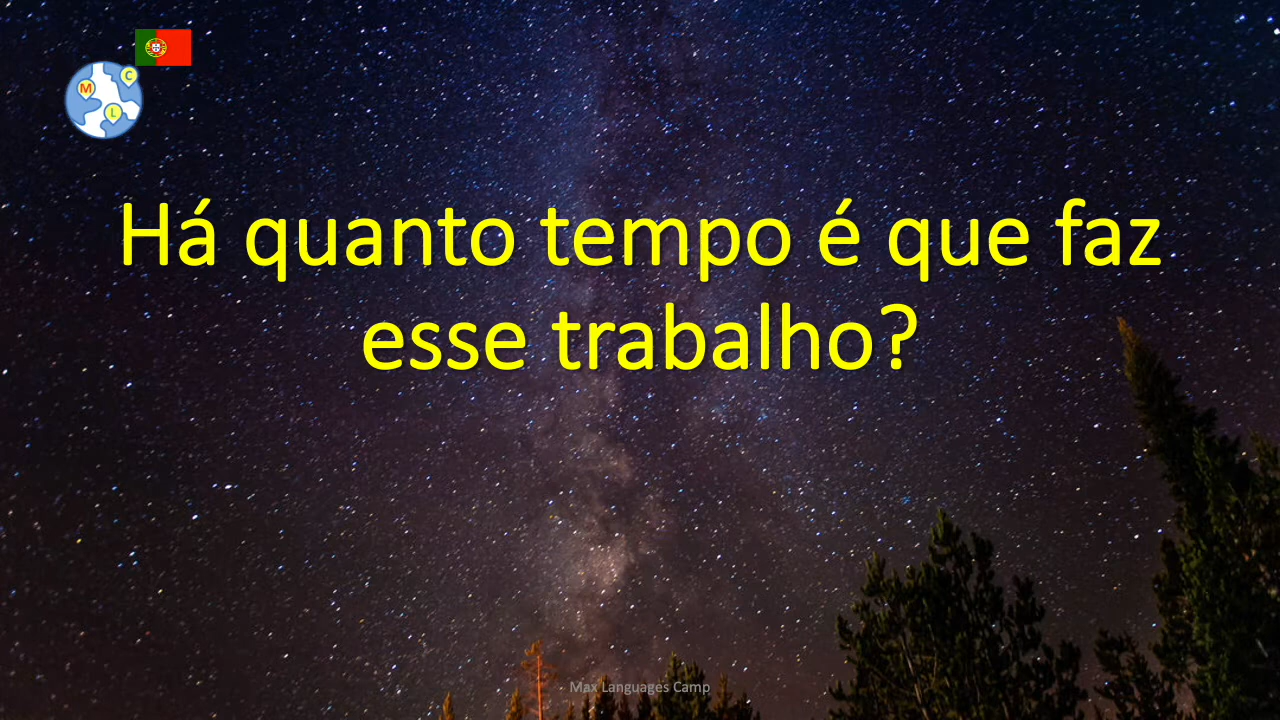 M
C
L
Há quanto tempo é que faz
esse trabalho?
Max Languages Camp